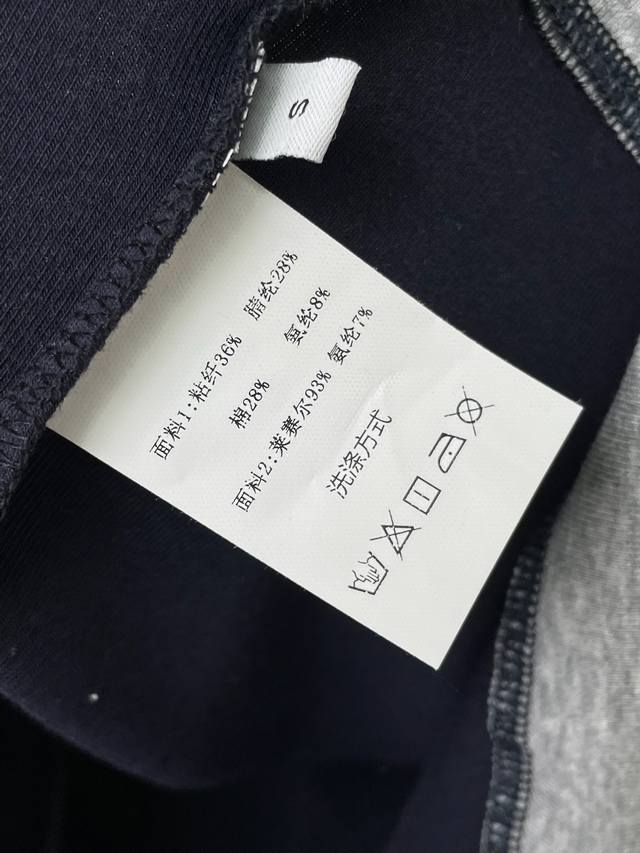 S
面料1:粘纤36% 腈纶28%
棉28% 氨纶8%
面料2:莱赛尔93% 氨纶7%
洗涤方式